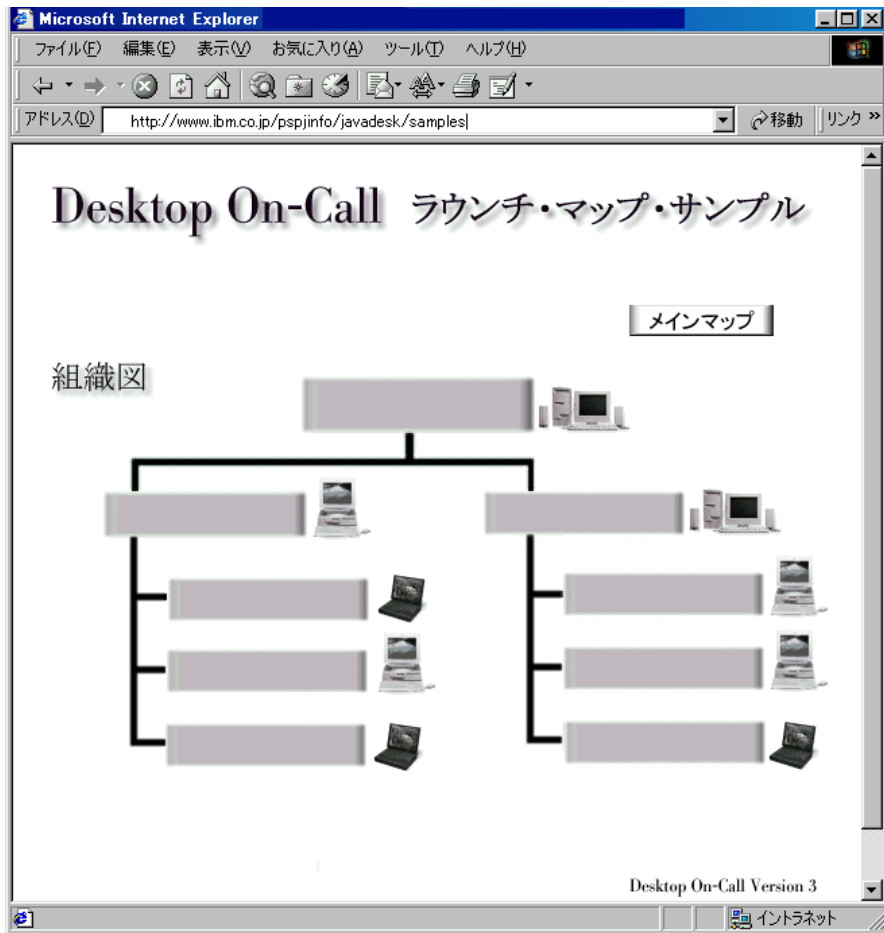 Microsoft Internet Explorer
ファイル(F) 編集(E) 表示(V) お気に入り(A) ツール(T) ヘルプ(H)
アドレス(D) http://www.ibm.co.jp/pspjinfo/javadesk/samples 移動 リンク »
Desktop On-Call ラウンチ・マップ・サンプル
メインマップ
組織図
Desktop On-Call Version 3
イントラネット